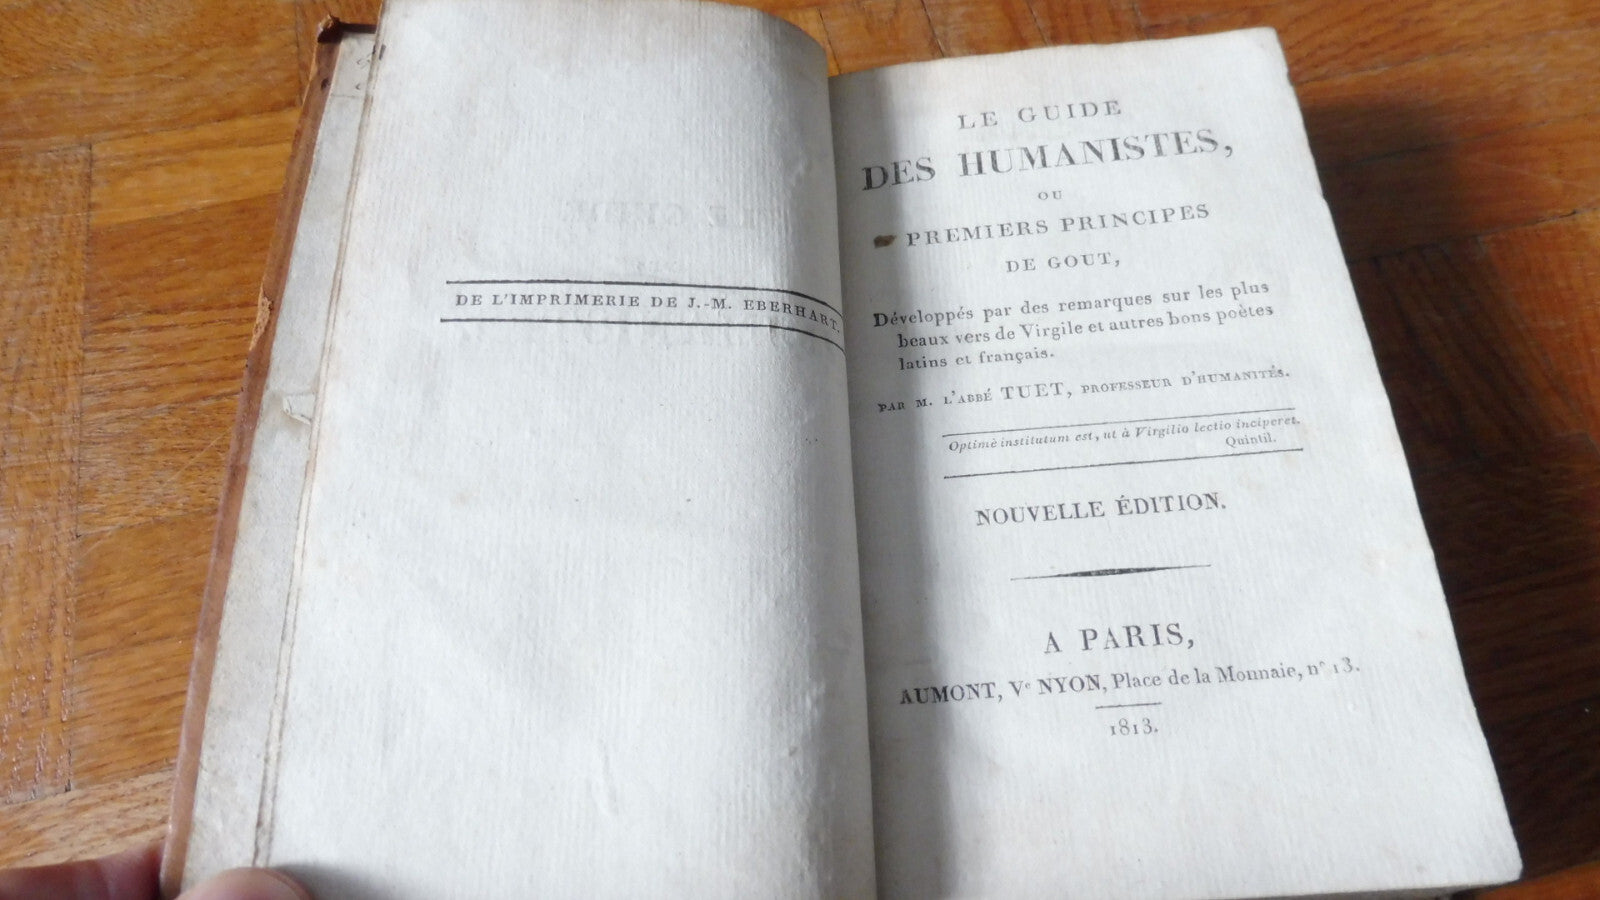 DE L'IMPRIMERIE DE J.-M. EBERHART.
LE GUIDE
DES HUMANISTES,
OU
PREMIERS PRINCIPES
DE GOUT,
Développés par des remarques sur les plus
beaux vers de Virgile et autres bons poètes
latins et français.
PAR M. L'ABBÉ TUET, PROFESSEUR D'HUMANITÉS.
Optimè institutum est, ut à Virgilio lectio inciperet.
Quintil.
NOUVELLE ÉDITION.
A PARIS,
AUMONT, Ve NYON, Place de la Monnaie, n° 13.
1813.